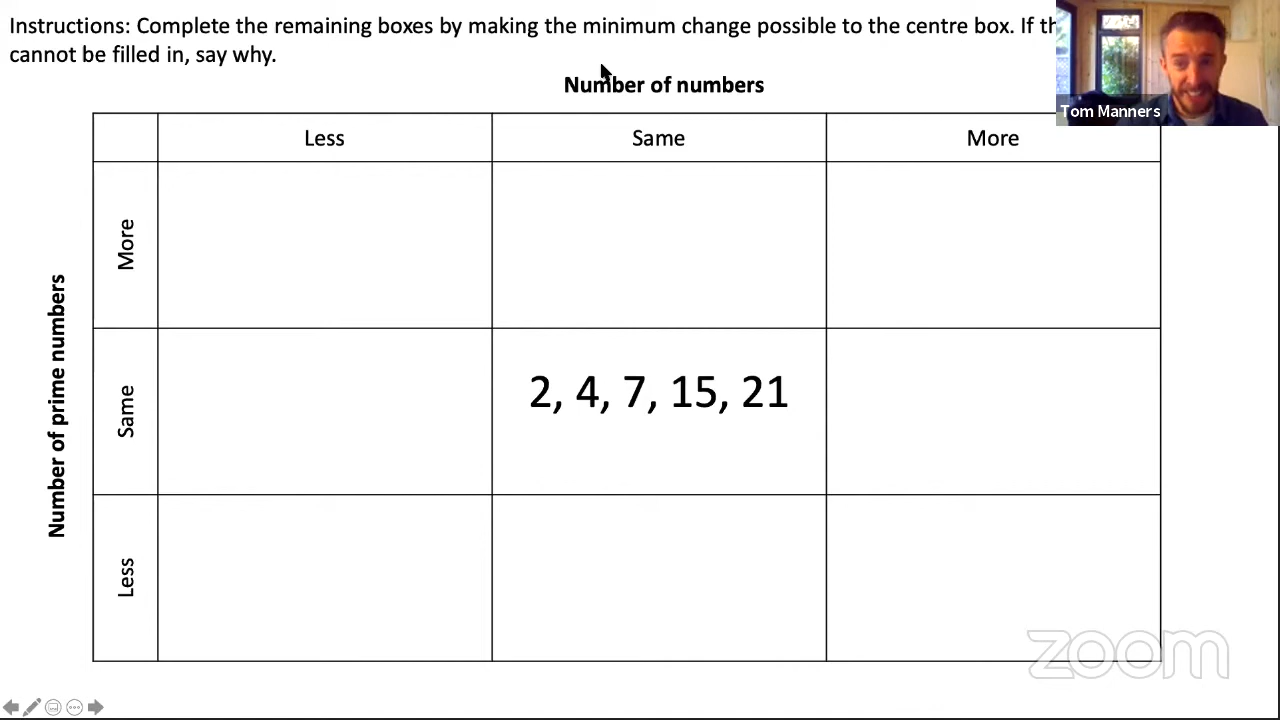 Instructions: Complete the remaining boxes by making the minimum change possible to the centre box. If
cannot be filled in, say why.
Number of numbers
Tom Manners
Less Same More
More
Same
2, 4, 7, 15, 21
Less
Number of prime numbers
zoom